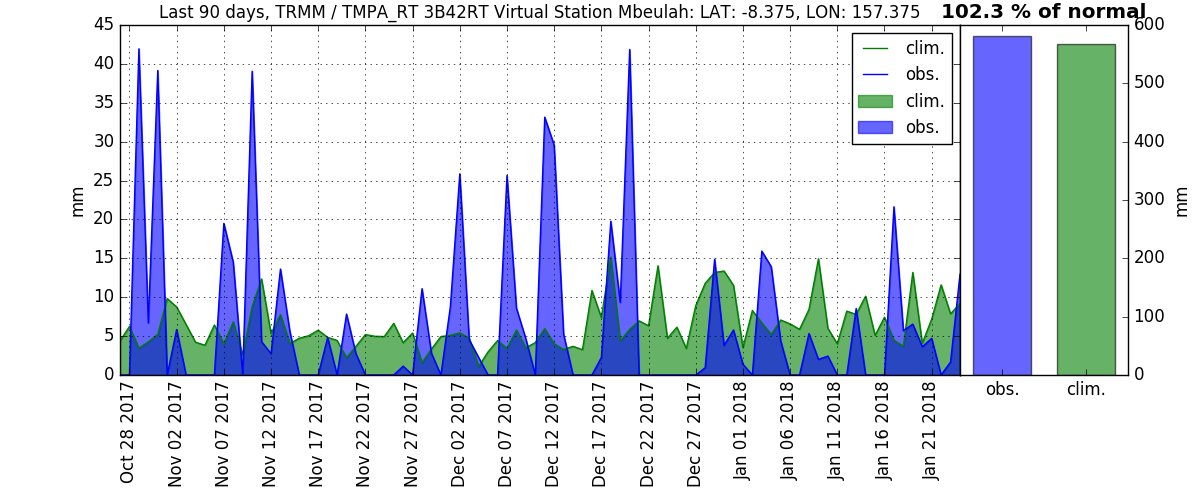 Last 90 days, TRMM / TMPA_RT 3B42RT Virtual Station Mbeulah: LAT: -8.375, LON: 157.375
102.3 % of normal
45
40
35
30
25
20
15
10
5
0
mm
clim.
obs.
clim.
obs.
600
500
400
300
200
100
0
mm
obs.
clim.
Oct 28 2017
Nov 02 2017
Nov 07 2017
Nov 12 2017
Nov 17 2017
Nov 22 2017
Nov 27 2017
Dec 02 2017
Dec 07 2017
Dec 12 2017
Dec 17 2017
Dec 22 2017
Dec 27 2017
Jan 01 2018
Jan 06 2018
Jan 11 2018
Jan 16 2018
Jan 21 2018